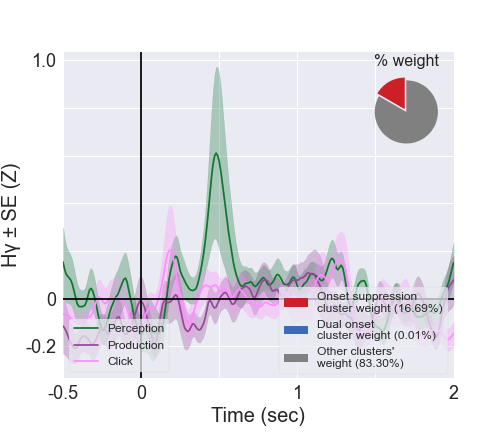 % weight
1.0
0
-0.2
Hγ ± SE (Z)
Perception
Production
Click
Onset suppression
cluster weight (16.69%)
Dual onset
cluster weight (0.01%)
Other clusters'
weight (83.30%)
-0.5
0
1
2
Time (sec)